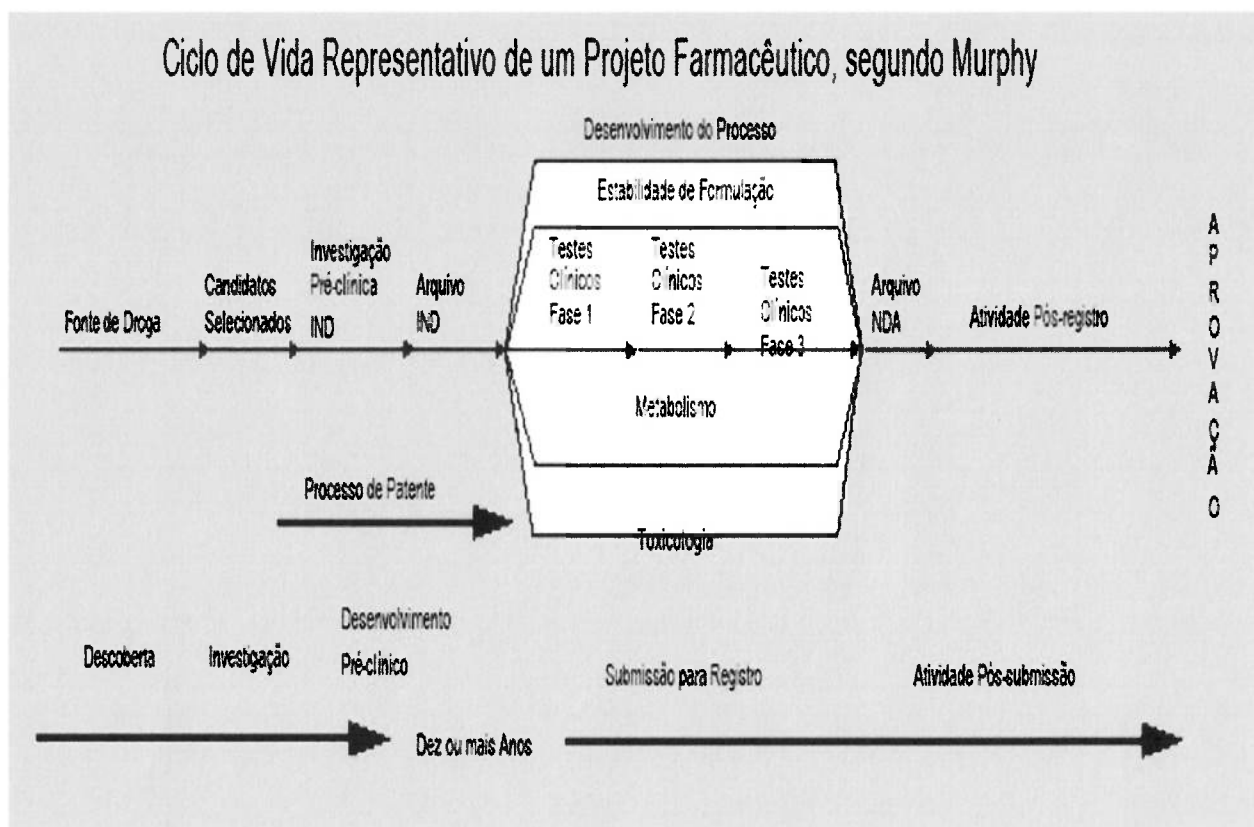 Ciclo de Vida Representativo de um Projeto Farmacêutico, segundo Murphy
Desenvolvimento do Processo
Estabilidade de Formulação
Fonte de Droga
Candidatos
Selecionados
Investigação
Pré-clínica
IND
Arquivo
IND
Testes
Clínicos
Fase 1
Testes
Clínicos
Fase 2
Testes
Clínicos
Fase 3
Arquivo
NDA
Atividade Pós-registro
APROVAÇÃO
Metabolismo
Processo de Patente
Toxicologia
Descoberta
Investigação
Desenvolvimento
Pré-clínico
Submissão para Registro
Atividade Pós-submissão
Dez ou mais Anos